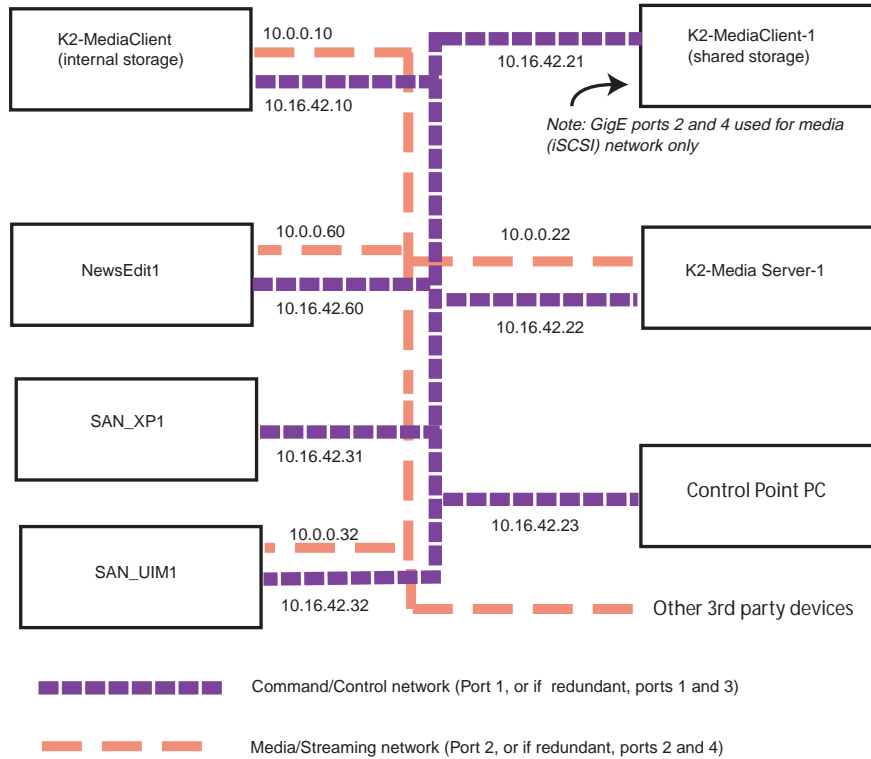 K2-MediaClient
(internal storage)
10.0.0.10
10.16.42.10
10.16.42.21
K2-MediaClient-1
(shared storage)
Note: GigE ports 2 and 4 used for media
(iSCSI) network only
NewsEdit1
10.0.0.60
10.16.42.60
10.0.0.22
10.16.42.22
K2-Media Server-1
SAN_XP1
10.16.42.31
10.16.42.23
Control Point PC
SAN_UIM1
10.0.0.32
10.16.42.32
Other 3rd party devices
Command/Control network (Port 1, or if redundant, ports 1 and 3)
Media/Streaming network (Port 2, or if redundant, ports 2 and 4)